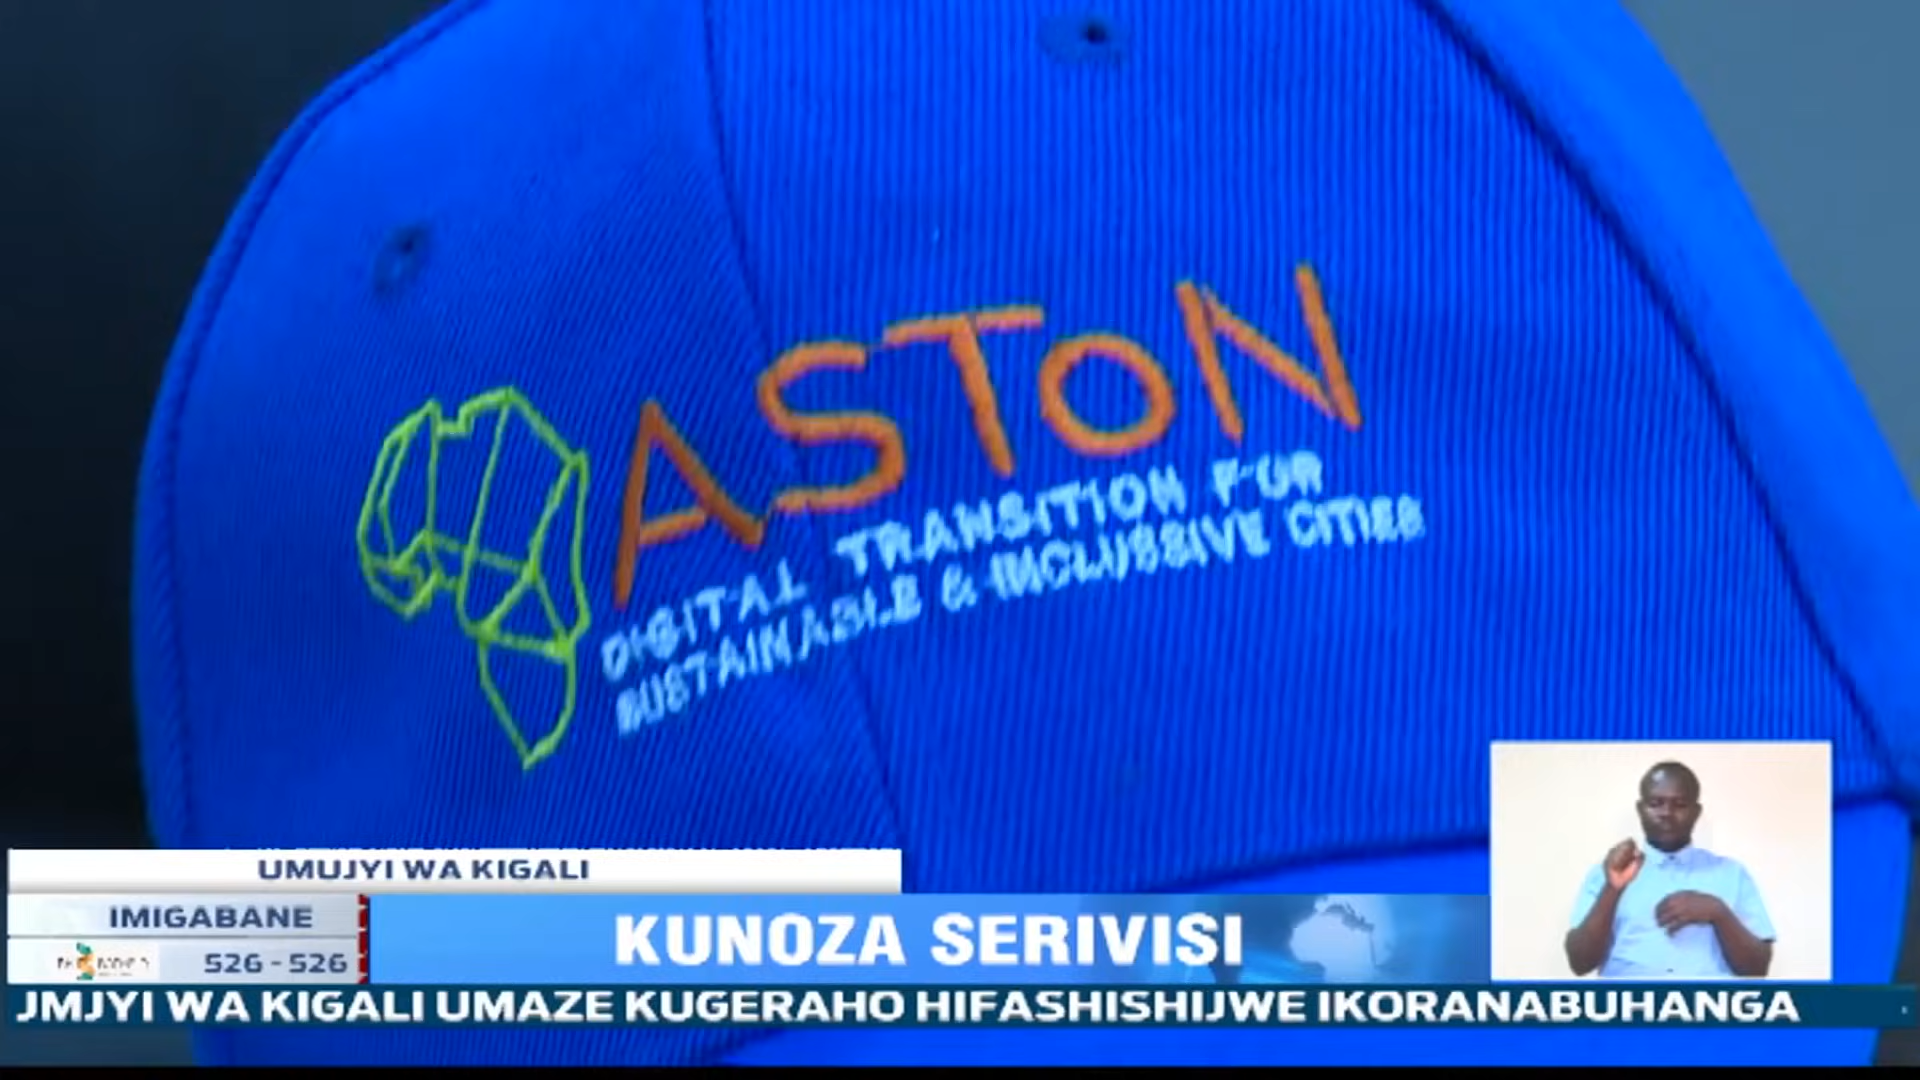 ASToN
DIGITAL TRANSITION FOR
SUSTAINABLE & INCLUSSIVE CITIES
UMUJYI WA KIGALI
IMIGABANE
KUNOZA SERIVISI
526 - 526
JMJYI WA KIGALI UMAZE KUGERAHO HIFASHISHIJWE IKORANABUHANGA